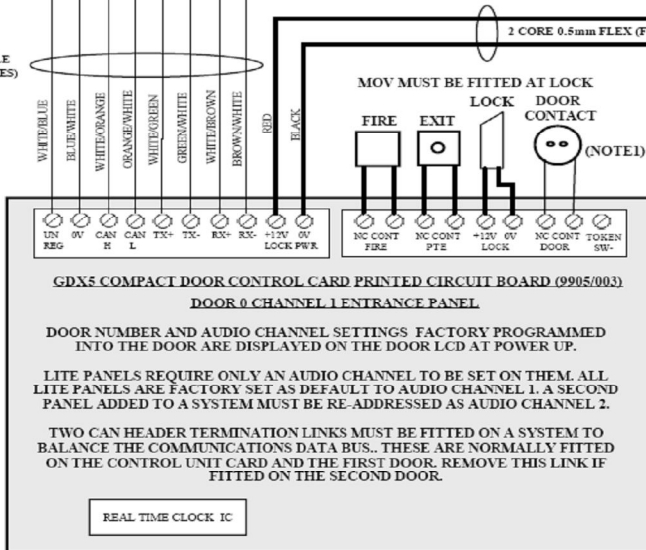 2 CORE 0.5mm FLEX (F
E
ES)
MOV MUST BE FITTED AT LOCK
FIRE EXIT LOCK DOOR CONTACT
(NOTE1)
WHITE/BLUE
BLUE/WHITE
WHITE/ORANGE
ORANGE/WHITE
WHITE/GREEN
GREEN/WHITE
WHITE/BROWN
BROWN/WHITE
RED
BLACK
UN REG 0V CAN H CAN L TX+ TX- RX+ RX- +12V 0V
LOCK PWR
NC CONT FIRE NC CONT PTE +12V 0V LOCK NC CONT DOOR TOKEN SW-
GDX5 COMPACT DOOR CONTROL CARD PRINTED CIRCUIT BOARD (9905/003)
DOOR 0 CHANNEL 1 ENTRANCE PANEL
DOOR NUMBER AND AUDIO CHANNEL SETTINGS FACTORY PROGRAMMED
INTO THE DOOR ARE DISPLAYED ON THE DOOR LCD AT POWER UP.
LITE PANELS REQUIRE ONLY AN AUDIO CHANNEL TO BE SET ON THEM. ALL
LITE PANELS ARE FACTORY SET AS DEFAULT TO AUDIO CHANNEL 1. A SECOND
PANEL ADDED TO A SYSTEM MUST BE RE-ADDRESSED AS AUDIO CHANNEL 2.
TWO CAN HEADER TERMINATION LINKS MUST BE FITTED ON A SYSTEM TO
BALANCE THE COMMUNICATIONS DATA BUS.. THESE ARE NORMALLY FITTED
ON THE CONTROL UNIT CARD AND THE FIRST DOOR. REMOVE THIS LINK IF
FITTED ON THE SECOND DOOR.
REAL TIME CLOCK IC